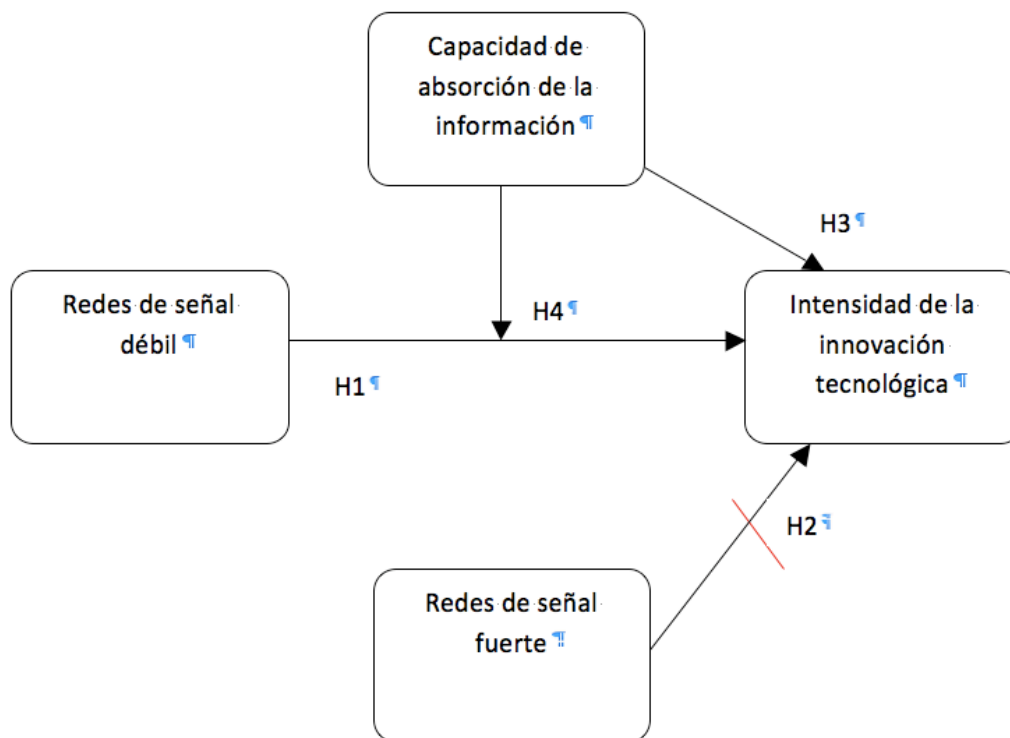 Capacidad de
absorción de la
información¶
H3¶
Redes de señal
débil¶
H4¶
Intensidad de la
innovación
tecnológica¶
H1¶
H2¶
Redes de señal
fuerte¶